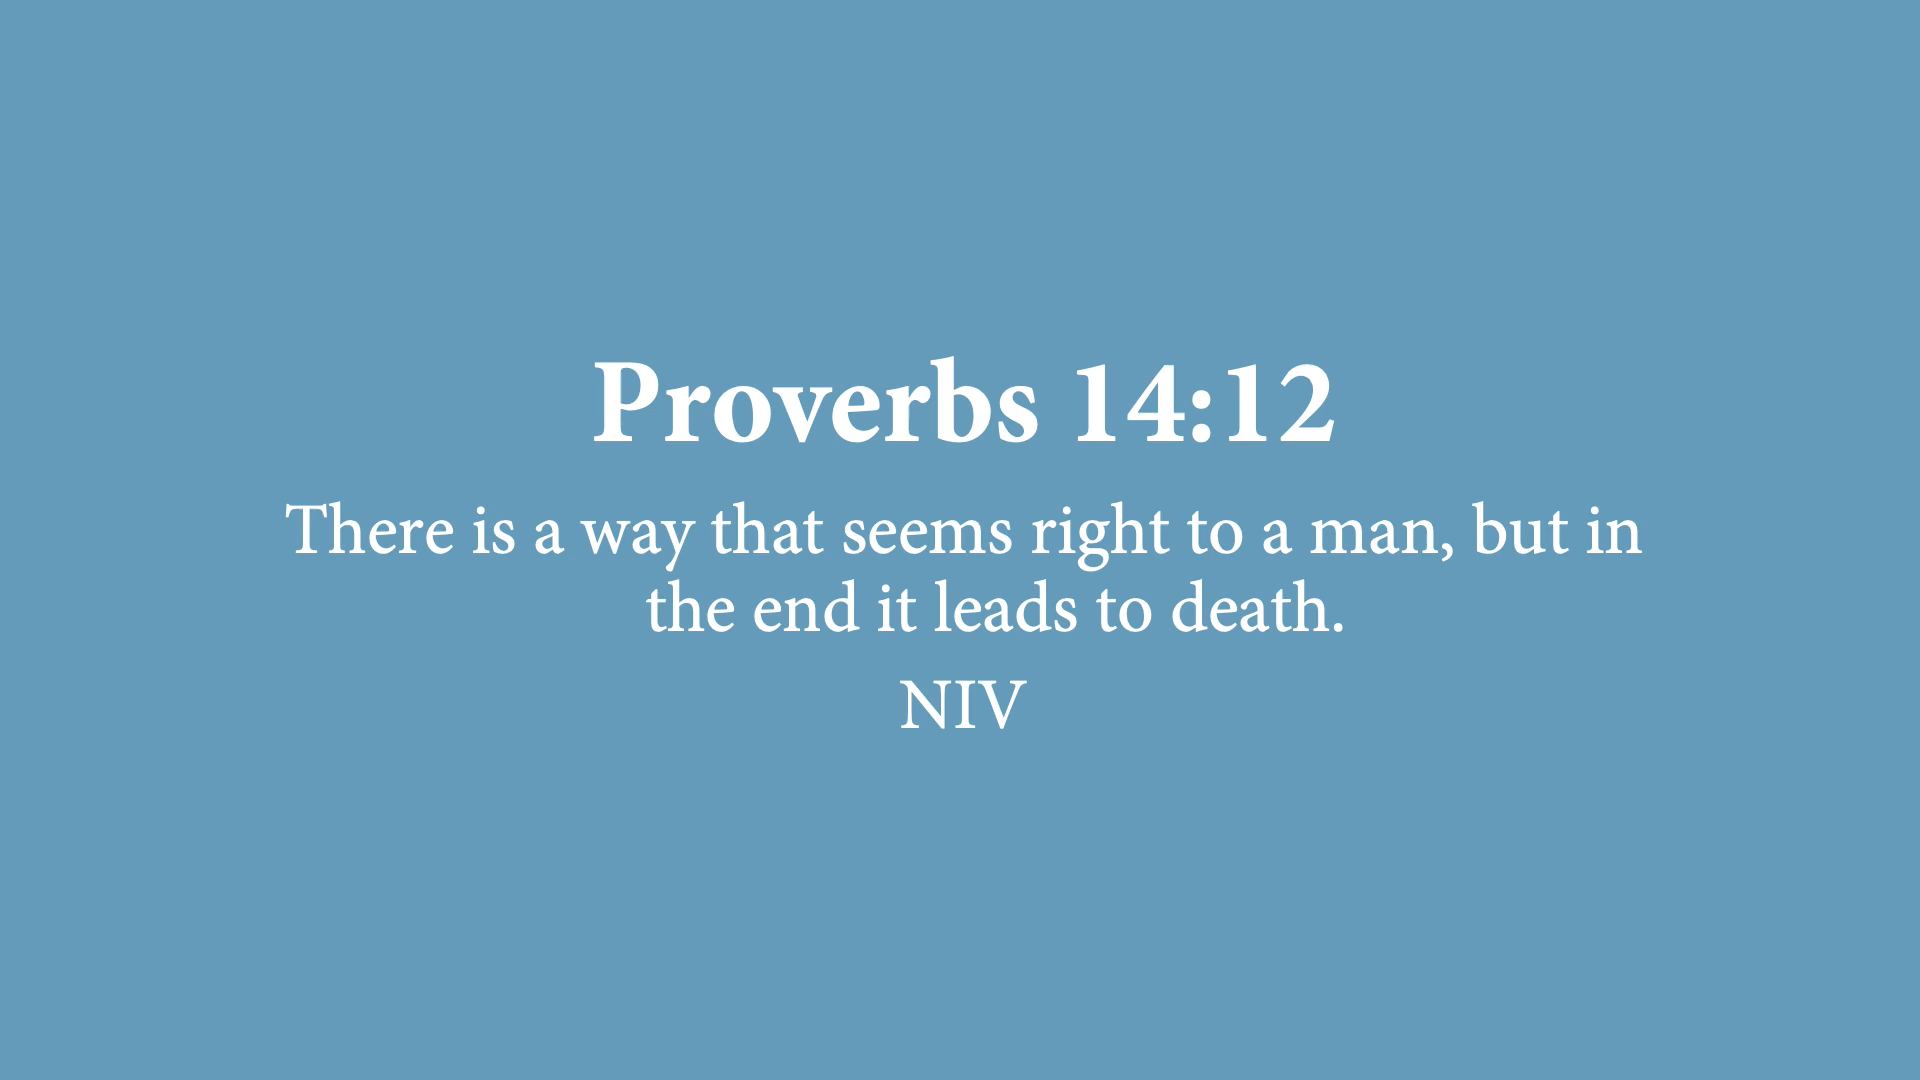 Proverbs 14:12
There is a way that seems right to a man, but in
the end it leads to death.
NIV